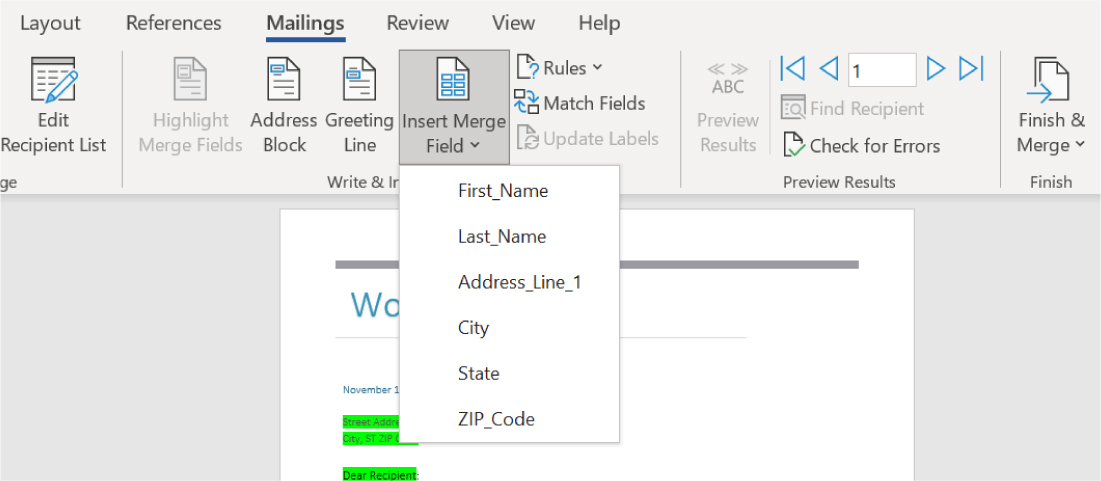 Layout References Mailings Review View Help
Edit
Recipient List
Highlight
Merge Fields
Address
Block
Greeting
Line
Insert Merge
Field
Rules
Match Fields
Update Labels
ABC
Preview
Results
1
Find Recipient
Check for Errors
Finish &
Merge
ge
Write & In
Preview Results
Finish
First_Name
Last_Name
Address_Line_1
City
State
ZIP_Code
Wo
November 1
Street Addre
City, ST ZIP C
Dear Recipient: